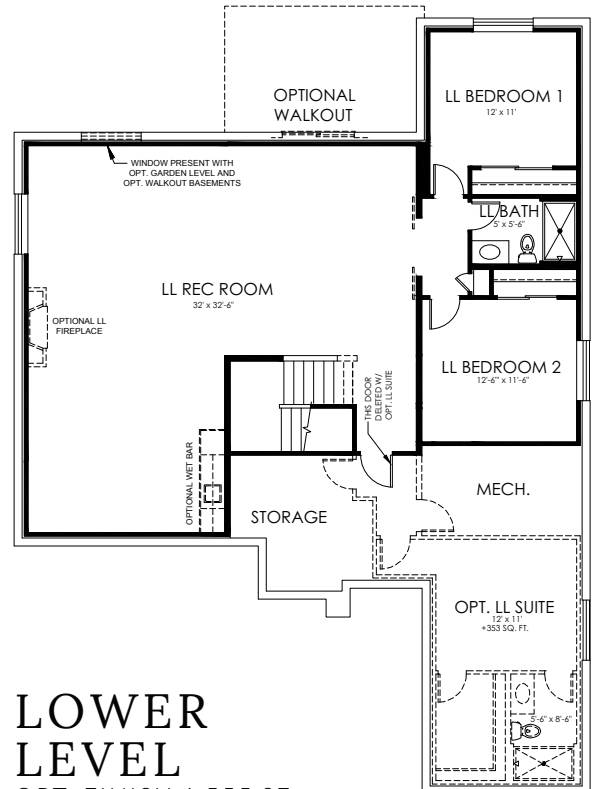 LL BEDROOM 1
12' x 11'
OPTIONAL
WALKOUT
WINDOW PRESENT WITH
OPT. GARDEN LEVEL AND
OPT. WALKOUT BASEMENTS
LL BATH
5' x 5'-6"
LL REC ROOM
32' x 32'-6"
OPTIONAL LL
FIREPLACE
LL BEDROOM 2
12'-6" x 11'-6"
THIS DOOR
DELETED W/
OPT. LL SUITE
OPTIONAL WET BAR
MECH.
STORAGE
OPT. LL SUITE
12' x 11'
+353 SQ. FT.
5'-6" x 8'-6"
LOWER
LEVEL